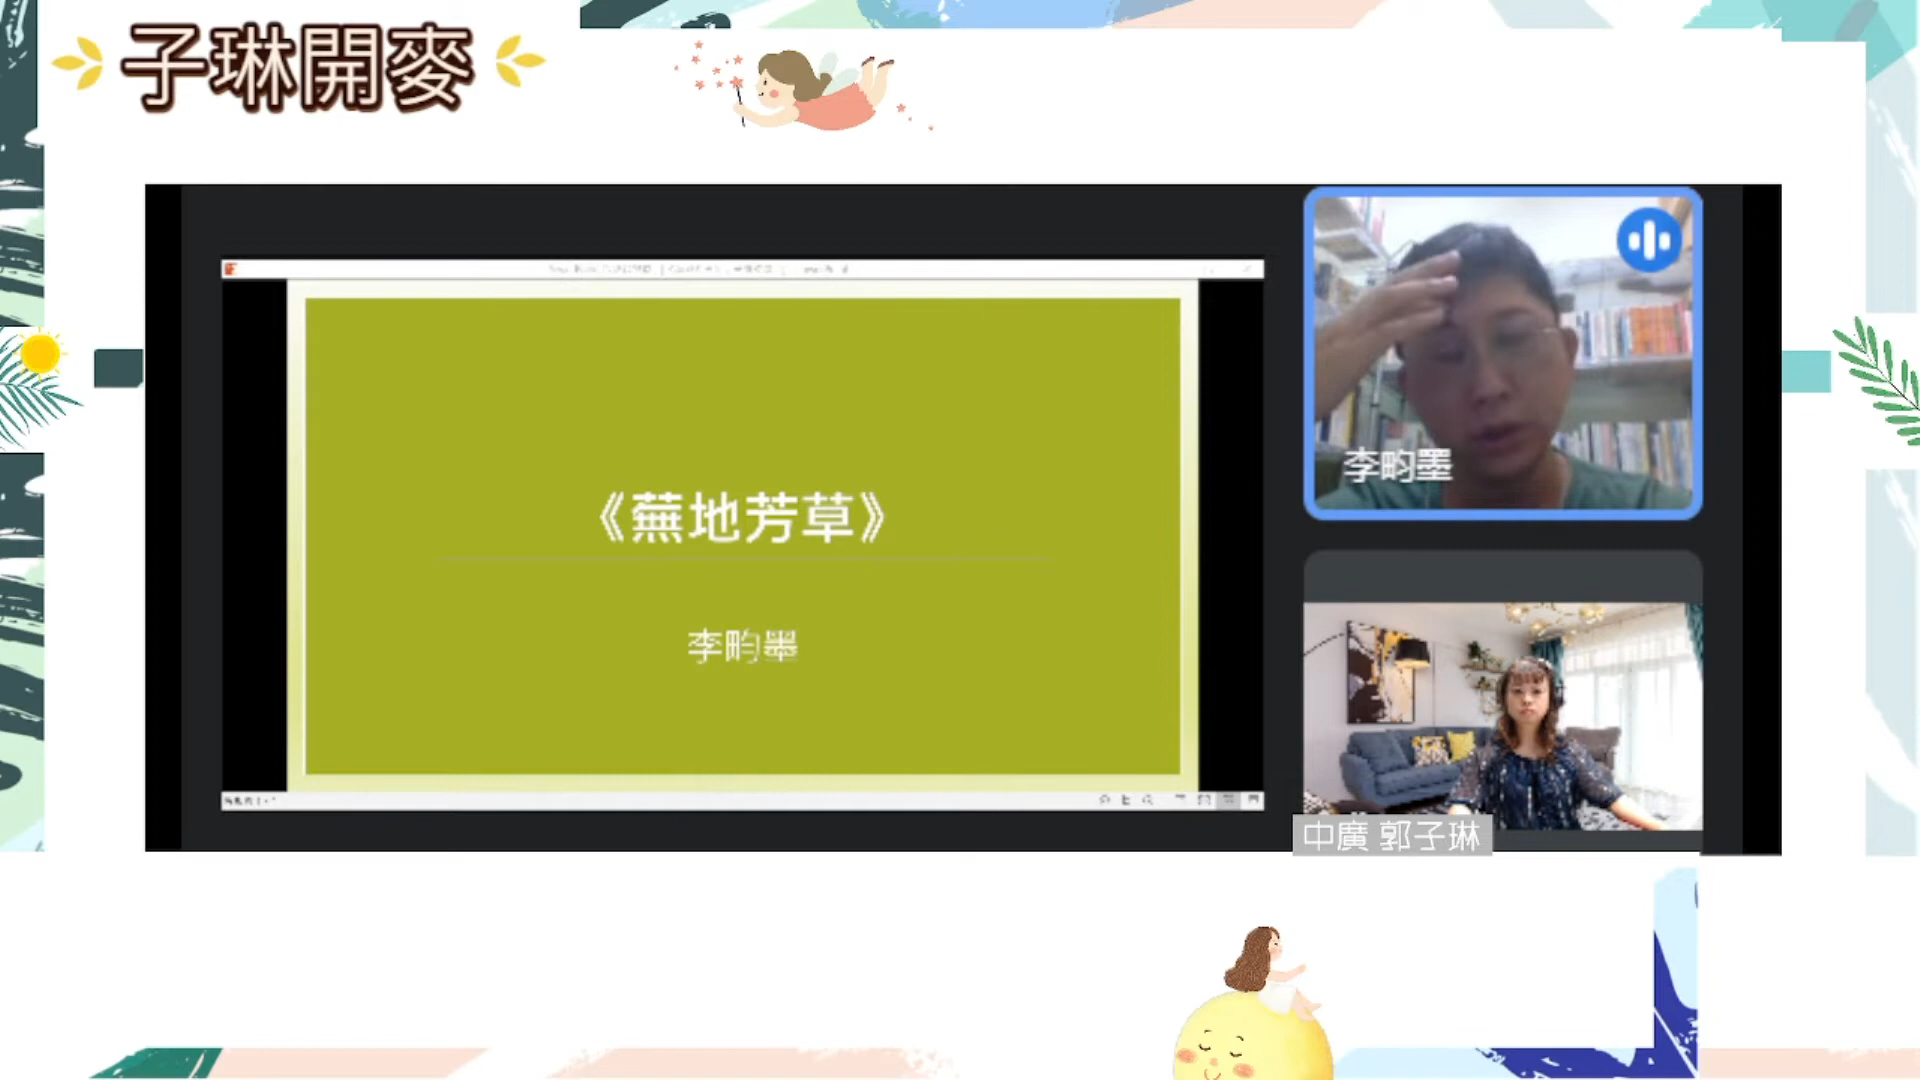 子琳開麥
《蕪地芳草》
李畇墨
李畇墨
中廣 郭子琳